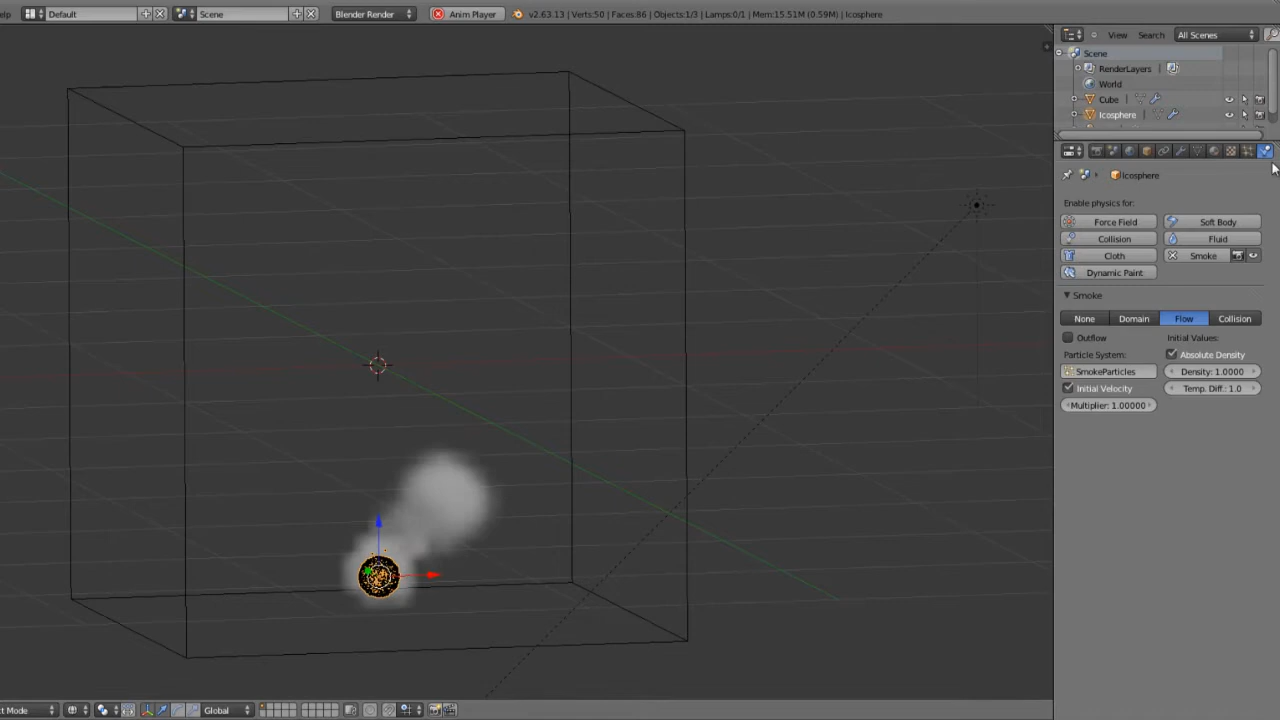 elp Default Scene Blender Render Anim Player v2.63.13 | Verts:50 | Faces:86 | Objects:1/3 | Lamps:0/1 | Mem:15.51M (0.59M) | Icosphere
View Search All Scenes
Scene
RenderLayers |
World
Cube |
Icosphere |
Icosphere
Enable physics for:
Force Field Soft Body
Collision Fluid
Cloth Smoke
Dynamic Paint
Smoke
None Domain Flow Collision
Outflow Initial Values:
Particle System: Absolute Density
SmokeParticles Density: 1.0000
Initial Velocity Temp. Diff.: 1.0
Multiplier: 1.00000
ct Mode Global